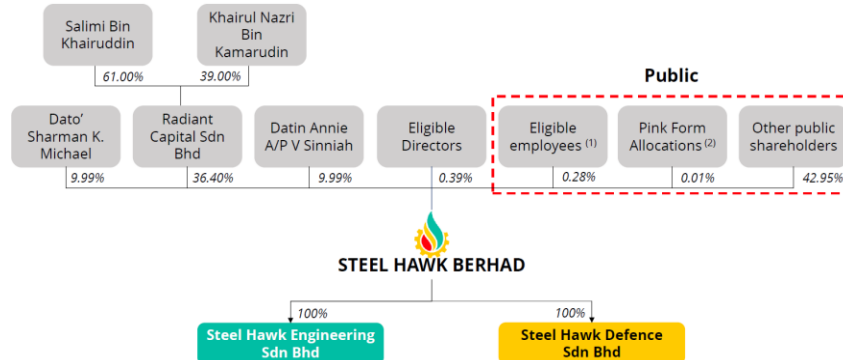 Salimi Bin
Khairuddin
Khairul Nazri
Bin
Kamarudin
61.00%
39.00%
Public
Dato’
Sharman K.
Michael
Radiant
Capital Sdn
Bhd
Datin Annie
A/P V Sinniah
Eligible
Directors
Eligible
employees (1)
Pink Form
Allocations (2)
Other public
shareholders
9.99%
36.40%
9.99%
0.39%
0.28%
0.01%
42.95%
STEEL HAWK BERHAD
100%
100%
Steel Hawk Engineering
Sdn Bhd
Steel Hawk Defence
Sdn Bhd